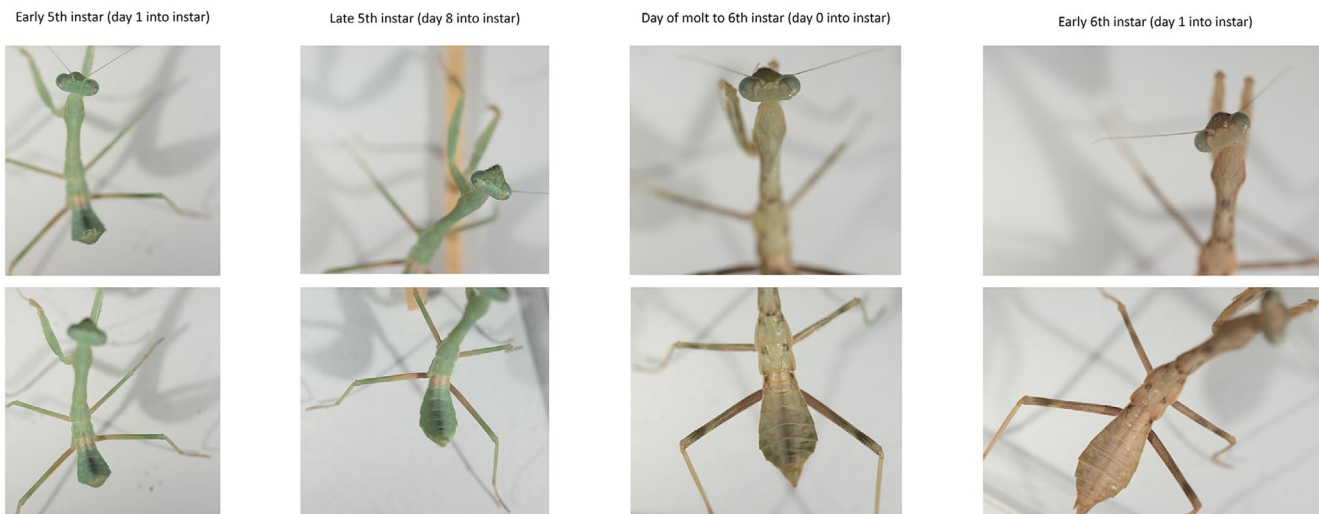 Early 5th instar (day 1 into instar)
Late 5th instar (day 8 into instar)
Day of molt to 6th instar (day 0 into instar)
Early 6th instar (day 1 into instar)